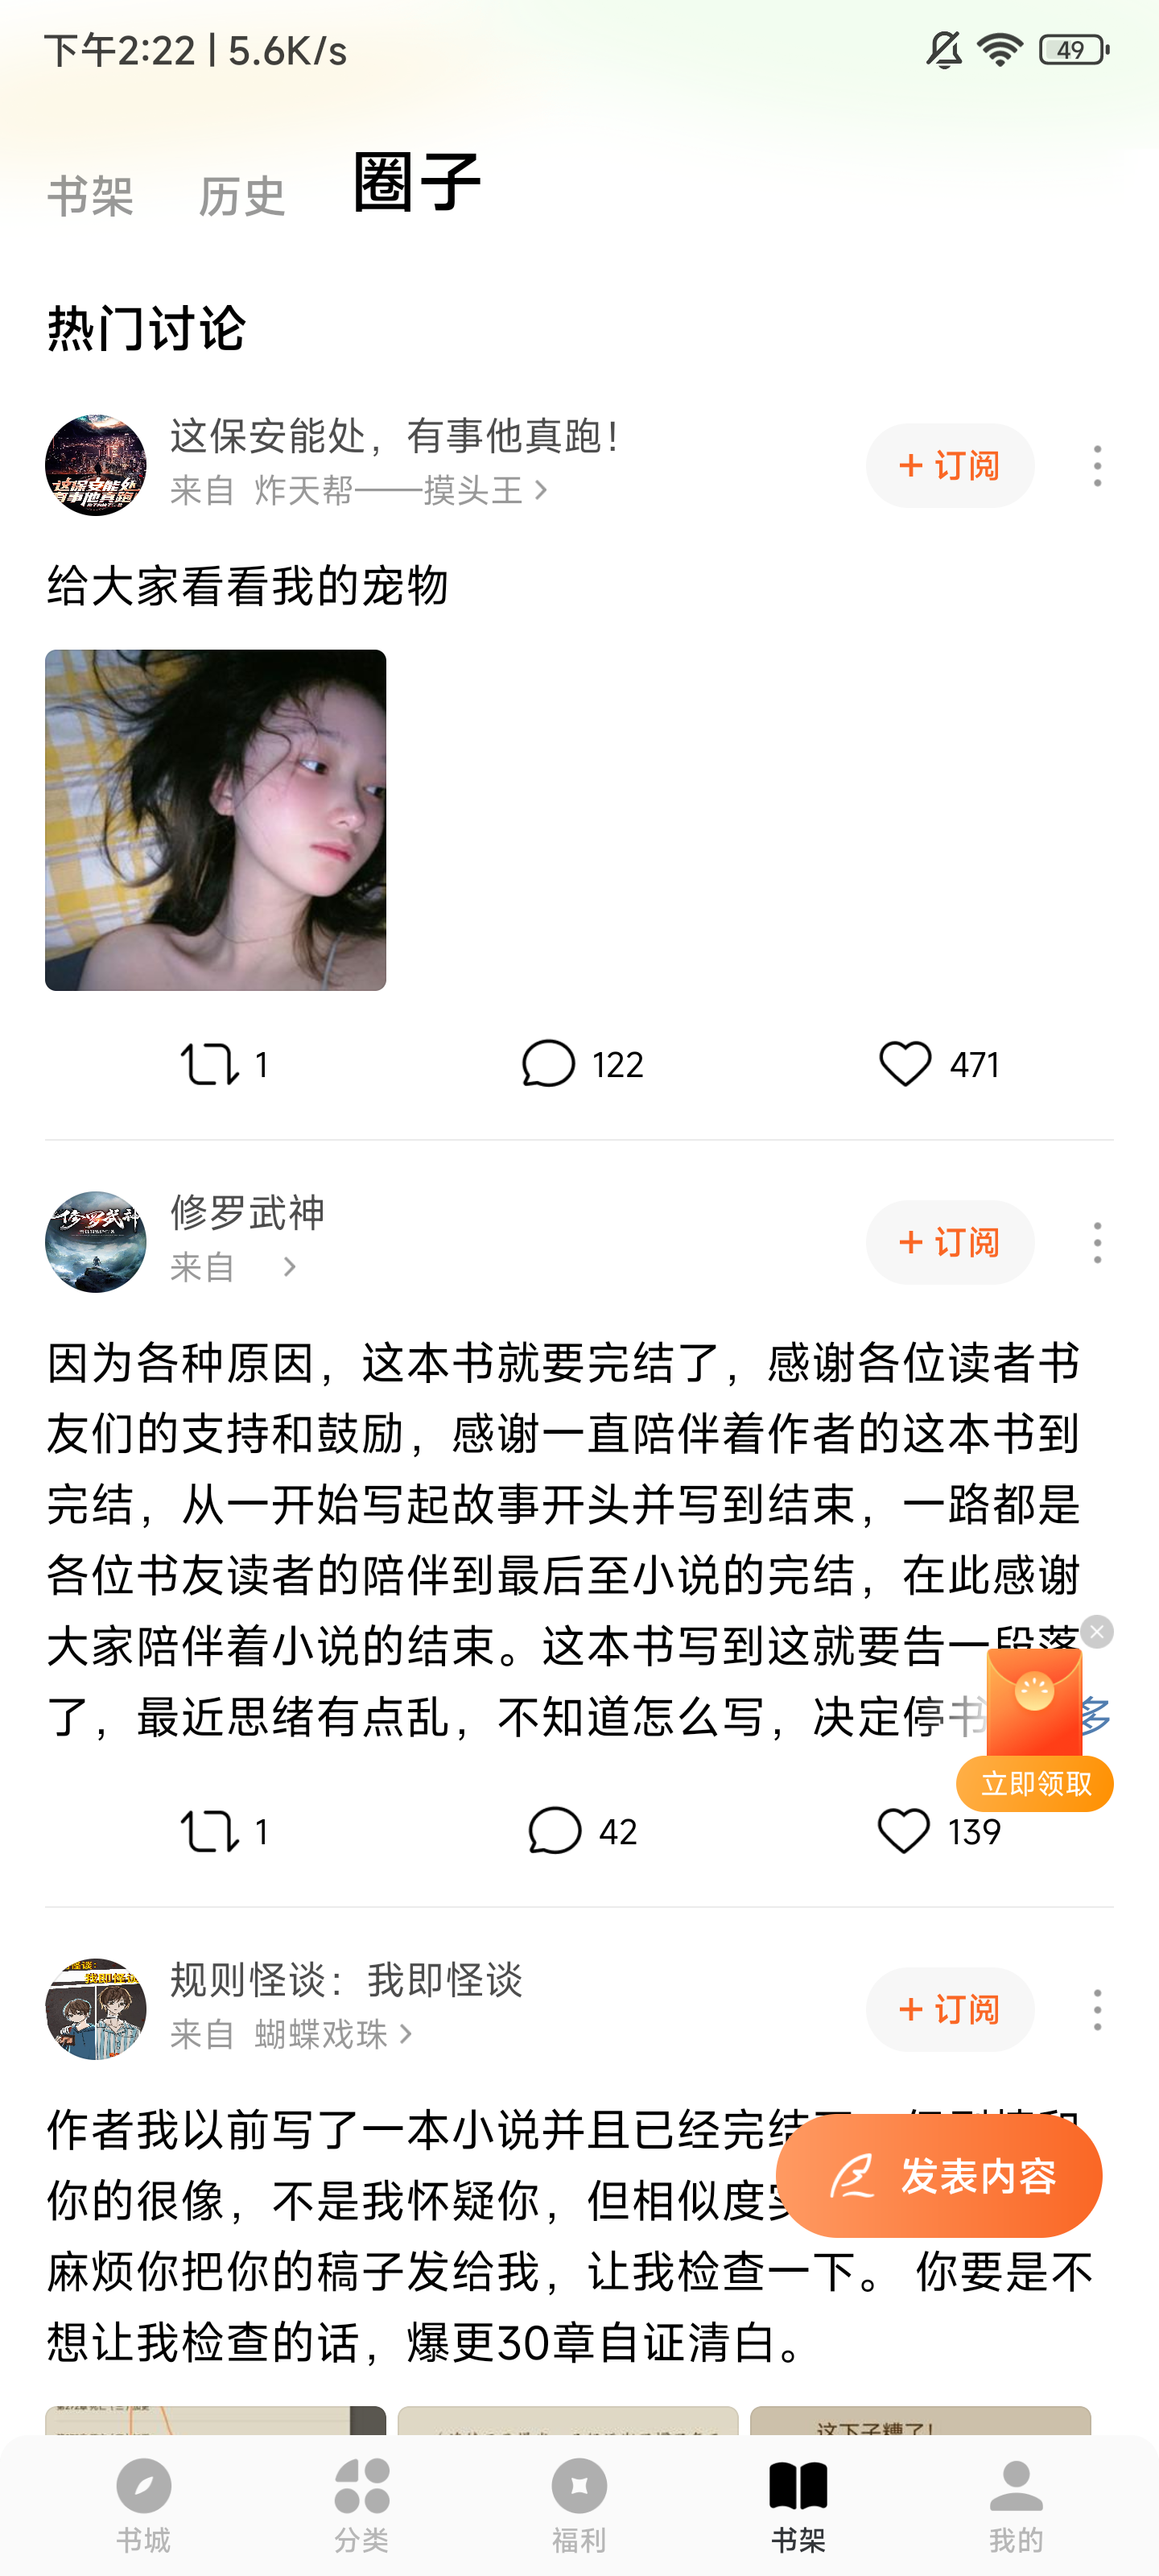 下午2:22 | 5.6K/s
49
书架 历史 圈子
热门讨论
这保安能处，有事他真跑！
来自 炸天帮——摸头王
+ 订阅
给大家看看我的宠物
1 122 471
修罗武神
来自
+ 订阅
因为各种原因，这本书就要完结了，感谢各位读者书
友们的支持和鼓励，感谢一直陪伴着作者的这本书到
完结，从一开始写起故事开头并写到结束，一路都是
各位书友读者的陪伴到最后至小说的完结，在此感谢
大家陪伴着小说的结束。这本书写到这就要告一段落
了，最近思绪有点乱，不知道怎么写，决定停书 多
立即领取
1 42 139
规则怪谈：我即怪谈
来自 蝴蝶戏珠
+ 订阅
作者我以前写了一本小说并且已经完结
你的很像，不是我怀疑你，但相似度实
发表内容
麻烦你把你的稿子发给我，让我检查一下。 你要是不
想让我检查的话，爆更30章自证清白。
这下子糟了！
书城 分类 福利 书架 我的